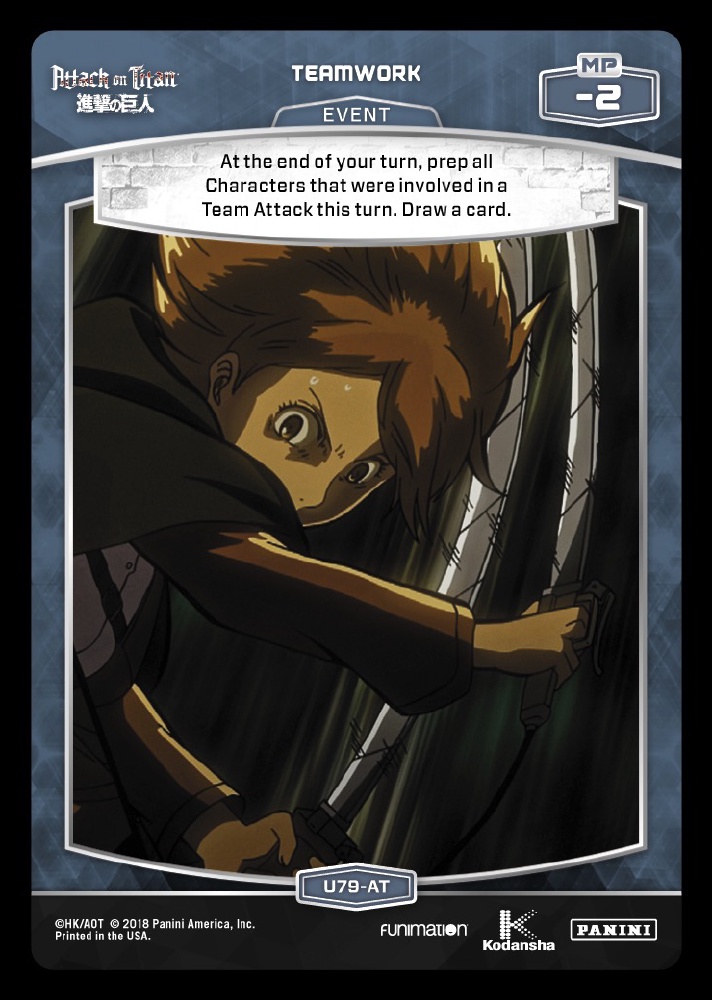 Attack on Titan
進撃の巨人
TEAMWORK
MP
-2
EVENT
At the end of your turn, prep all
Characters that were involved in a
Team Attack this turn. Draw a card.
U79-AT
©HK/AOT © 2018 Panini America, Inc.
Printed in the USA.
FUNIMATION
K
Kodansha
PANINI